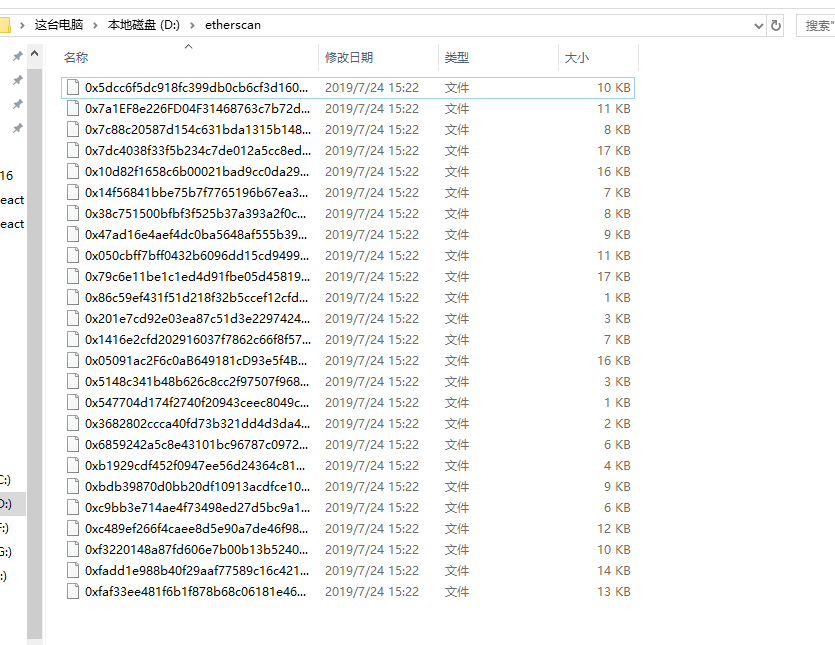 这台电脑 › 本地磁盘 (D:) › etherscan
搜索"
名称 修改日期 类型 大小
0x5dcc6f5dc918fc399db0cb6cf3d160... 2019/7/24 15:22 文件 10 KB
0x7a1EF8e226FD04F31468763c7b72d... 2019/7/24 15:22 文件 11 KB
0x7c88c20587d154c631bda1315b148... 2019/7/24 15:22 文件 8 KB
0x7dc4038f33f5b234c7de012a5cc8ed... 2019/7/24 15:22 文件 17 KB
0x10d82f1658c6b00021bad9cc0da29... 2019/7/24 15:22 文件 16 KB
0x14f56841bbe75b7f7765196b67ea3... 2019/7/24 15:22 文件 7 KB
0x38c751500bfbf3f525b37a393a2f0c... 2019/7/24 15:22 文件 8 KB
0x47ad16e4aef4dc0ba5648af555b39... 2019/7/24 15:22 文件 9 KB
0x050cbff7bff0432b6096dd15cd9499... 2019/7/24 15:22 文件 11 KB
0x79c6e11be1c1ed4d91fbe05d45819... 2019/7/24 15:22 文件 17 KB
0x86c59ef431f51d218f32b5ccef12cfd... 2019/7/24 15:22 文件 1 KB
0x201e7cd92e03ea87c51d3e2297424... 2019/7/24 15:22 文件 3 KB
0x1416e2cfd202916037f7862c66f8f57... 2019/7/24 15:22 文件 7 KB
0x05091ac2F6c0aB649181cD93e5f4B... 2019/7/24 15:22 文件 16 KB
0x5148c341b48b626c8cc2f97507f968... 2019/7/24 15:22 文件 3 KB
0x547704d174f2740f20943ceec8049c... 2019/7/24 15:22 文件 1 KB
0x3682802ccca40fd73b321dd4d3da4... 2019/7/24 15:22 文件 2 KB
0x6859242a5c8e43101bc96787c0972... 2019/7/24 15:22 文件 6 KB
0xb1929cdf452f0947ee56d24364c81... 2019/7/24 15:22 文件 4 KB
0xbdb39870d0bb20df10913acdfce10... 2019/7/24 15:22 文件 9 KB
0xc9bb3e714ae4f73498ed27d5bc9a1... 2019/7/24 15:22 文件 6 KB
0xc489ef266f4caee8d5e90a7de46f98... 2019/7/24 15:22 文件 12 KB
0xf3220148a87fd606e7b00b13b5240... 2019/7/24 15:22 文件 10 KB
0xfadd1e988b40f29aaf77589c16c421... 2019/7/24 15:22 文件 14 KB
0xfaf33ee481f6b1f878b68c06181e46... 2019/7/24 15:22 文件 13 KB
16
eact
eact
C:)
D:)
F:)
G:)
:)